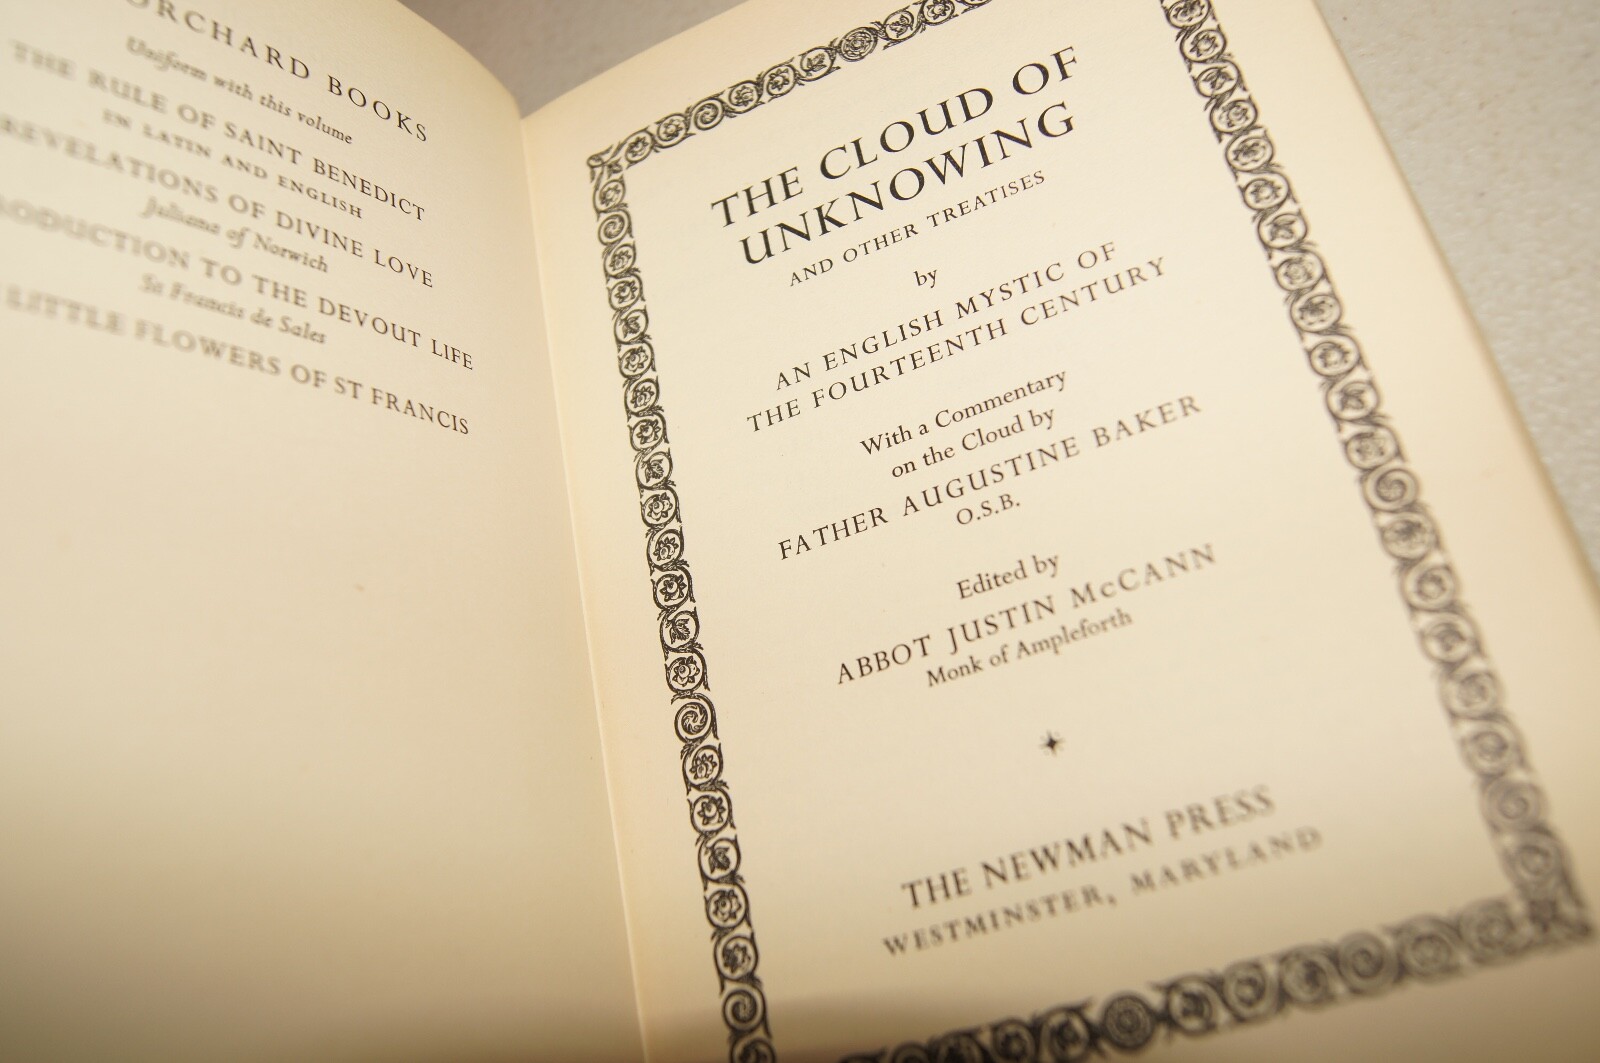 ORCHARD BOOKS
Uniform with this volume
THE RULE OF SAINT BENEDICT
IN LATIN AND ENGLISH
REVELATIONS OF DIVINE LOVE
Juliana of Norwich
TO THE DEVOUT LIFE
St Francis de Sales
LITTLE FLOWERS OF ST FRANCIS
THE CLOUD OF
UNKNOWING
AND OTHER TREATISES
by
AN ENGLISH MYSTIC OF
THE FOURTEENTH CENTURY
With a Commentary
on the Cloud by
FATHER AUGUSTINE BAKER
O.S.B.
Edited by
ABBOT JUSTIN McCANN
Monk of Ampleforth
THE NEWMAN PRESS
WESTMINSTER, MARYLAND